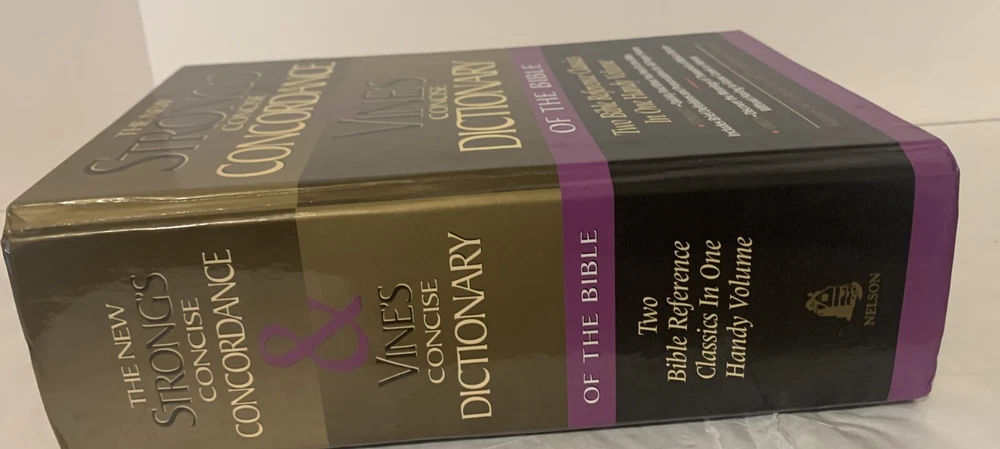 THE NEW
STRONG'S
CONCISE
CONCORDANCE
&
VINE'S
CONCISE
DICTIONARY
OF THE BIBLE
Two
Bible Reference
Classics In One
Handy Volume
NELSON
THE NEW
STRONG'S
CONCISE
CONCORDANCE
VINE'S
CONCISE
DICTIONARY
OF THE BIBLE
Two Bible Reference Classics
In One Handy Volume